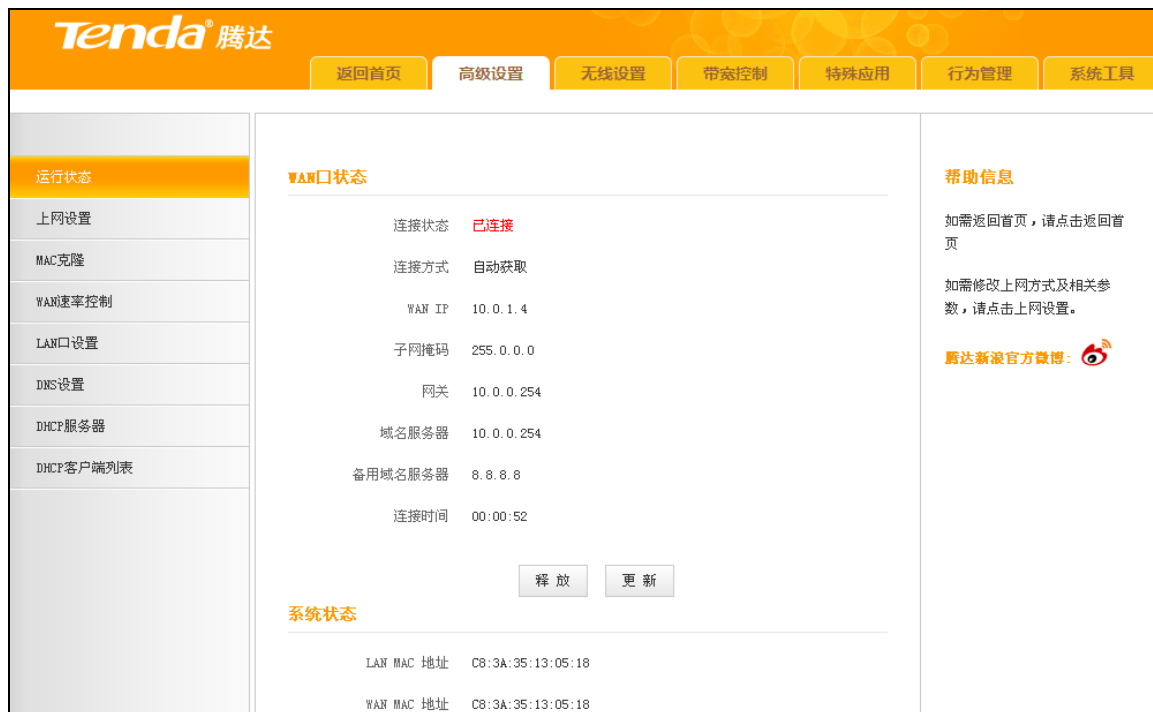 Tenda®腾达
返回首页 高级设置 无线设置 带宽控制 特殊应用 行为管理 系统工具
运行状态
上网设置
MAC克隆
WAN速率控制
LAN口设置
DNS设置
DHCP服务器
DHCP客户端列表
WAN口状态
连接状态 已连接
连接方式 自动获取
WAN IP 10.0.1.4
子网掩码 255.0.0.0
网关 10.0.0.254
域名服务器 10.0.0.254
备用域名服务器 8.8.8.8
连接时间 00:00:52
释 放 更 新
系统状态
LAN MAC 地址 C8:3A:35:13:05:18
WAN MAC 地址 C8:3A:35:13:05:18
帮助信息
如需返回首页，请点击返回首
页
如需修改上网方式及相关参
数，请点击上网设置。
腾达新浪官方微博：